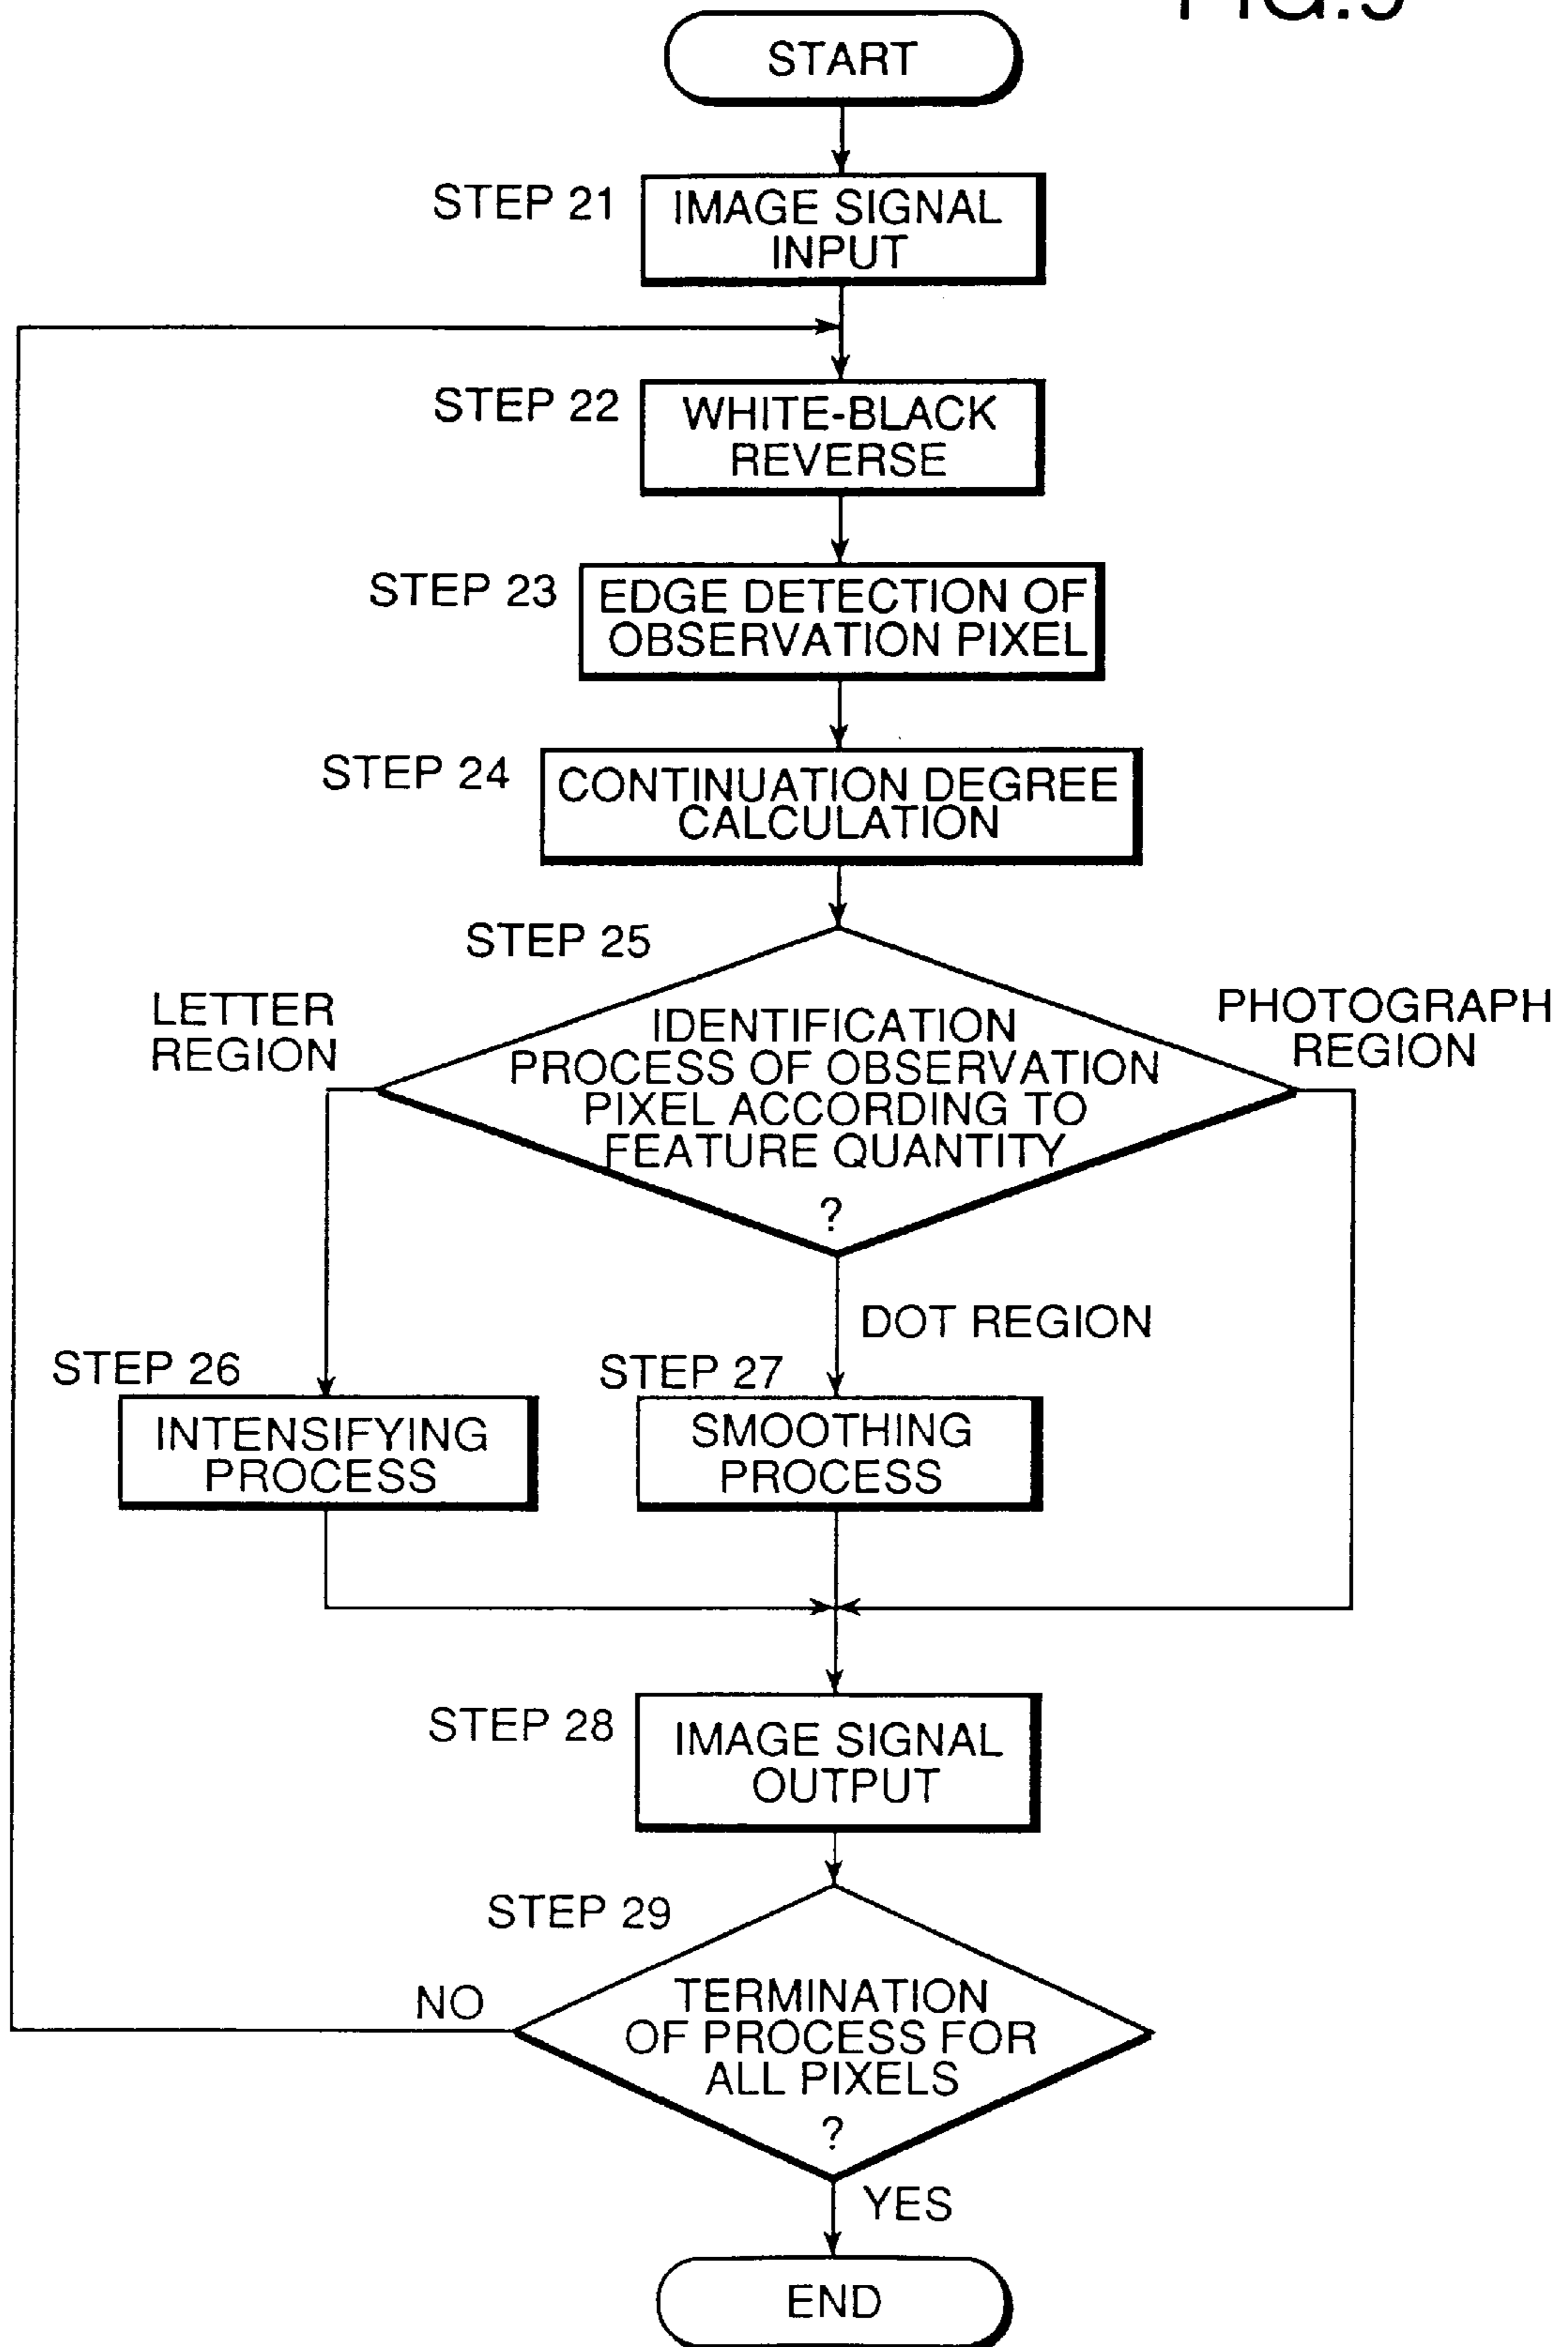 START
STEP 21
IMAGE SIGNAL
INPUT
STEP 22
WHITE-BLACK
REVERSE
STEP 23
EDGE DETECTION OF
OBSERVATION PIXEL
STEP 24
CONTINUATION DEGREE
CALCULATION
STEP 25
LETTER
REGION
IDENTIFICATION
PROCESS OF OBSERVATION
PIXEL ACCORDING TO
FEATURE QUANTITY
?
PHOTOGRAPH
REGION
DOT REGION
STEP 26
INTENSIFYING
PROCESS
STEP 27
SMOOTHING
PROCESS
STEP 28
IMAGE SIGNAL
OUTPUT
STEP 29
NO
TERMINATION
OF PROCESS FOR
ALL PIXELS
?
YES
END